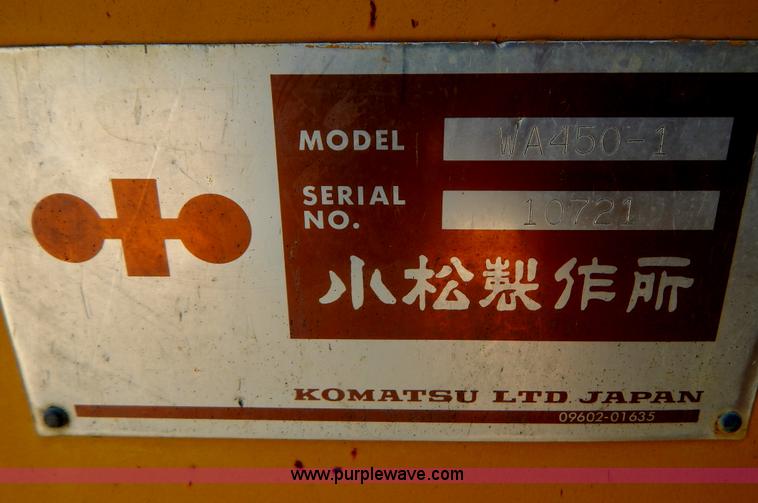 MODEL WA450-1
SERIAL NO. 10721
小松製作所
KOMATSU LTD JAPAN
09602-01635
www.purplewave.com